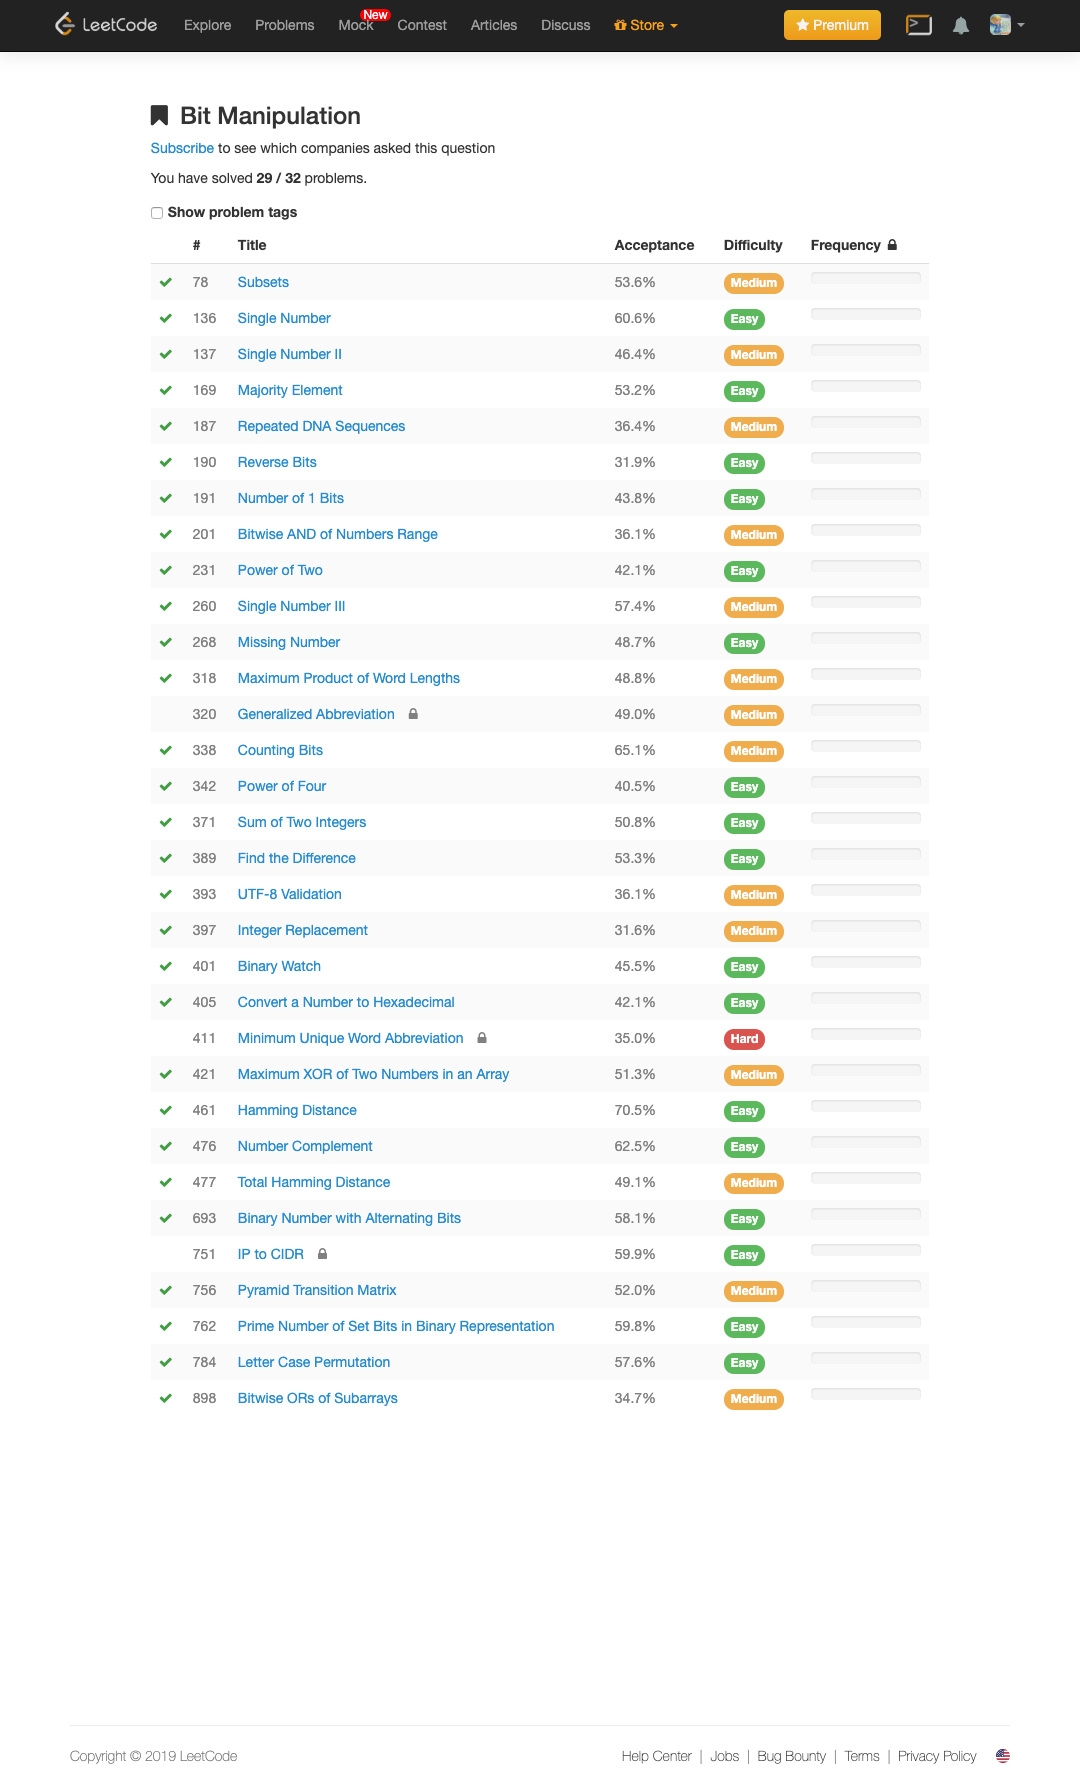 LeetCode Explore Problems Mock New Contest Articles Discuss Store Premium
Bit Manipulation
Subscribe to see which companies asked this question
You have solved 29 / 32 problems.
Show problem tags
# Title Acceptance Difficulty Frequency
78 Subsets 53.6% Medium
136 Single Number 60.6% Easy
137 Single Number II 46.4% Medium
169 Majority Element 53.2% Easy
187 Repeated DNA Sequences 36.4% Medium
190 Reverse Bits 31.9% Easy
191 Number of 1 Bits 43.8% Easy
201 Bitwise AND of Numbers Range 36.1% Medium
231 Power of Two 42.1% Easy
260 Single Number III 57.4% Medium
268 Missing Number 48.7% Easy
318 Maximum Product of Word Lengths 48.8% Medium
320 Generalized Abbreviation 49.0% Medium
338 Counting Bits 65.1% Medium
342 Power of Four 40.5% Easy
371 Sum of Two Integers 50.8% Easy
389 Find the Difference 53.3% Easy
393 UTF-8 Validation 36.1% Medium
397 Integer Replacement 31.6% Medium
401 Binary Watch 45.5% Easy
405 Convert a Number to Hexadecimal 42.1% Easy
411 Minimum Unique Word Abbreviation 35.0% Hard
421 Maximum XOR of Two Numbers in an Array 51.3% Medium
461 Hamming Distance 70.5% Easy
476 Number Complement 62.5% Easy
477 Total Hamming Distance 49.1% Medium
693 Binary Number with Alternating Bits 58.1% Easy
751 IP to CIDR 59.9% Easy
756 Pyramid Transition Matrix 52.0% Medium
762 Prime Number of Set Bits in Binary Representation 59.8% Easy
784 Letter Case Permutation 57.6% Easy
898 Bitwise ORs of Subarrays 34.7% Medium
Copyright © 2019 LeetCode Help Center | Jobs | Bug Bounty | Terms | Privacy Policy